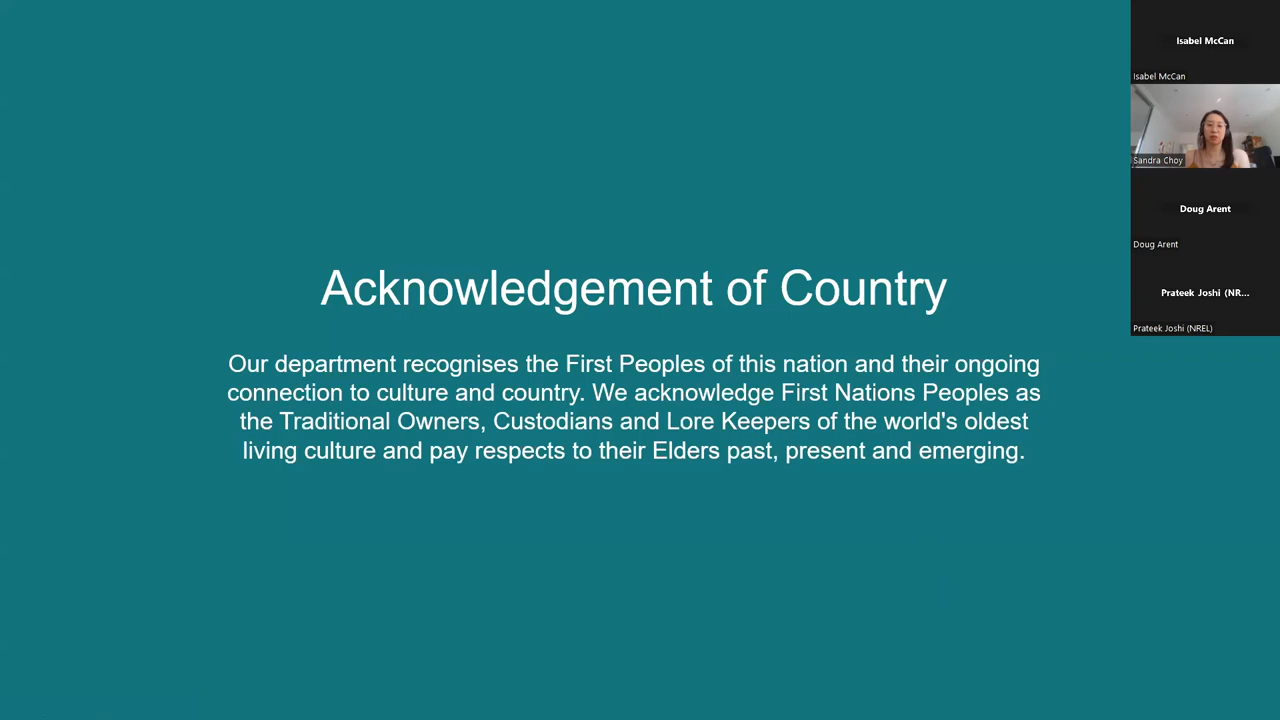 Acknowledgement of Country
Our department recognises the First Peoples of this nation and their ongoing
connection to culture and country. We acknowledge First Nations Peoples as
the Traditional Owners, Custodians and Lore Keepers of the world's oldest
living culture and pay respects to their Elders past, present and emerging.
Isabel McCan
Isabel McCan
Sandra Choy
Doug Arent
Doug Arent
Prateek Joshi (NR...
Prateek Joshi (NREL)